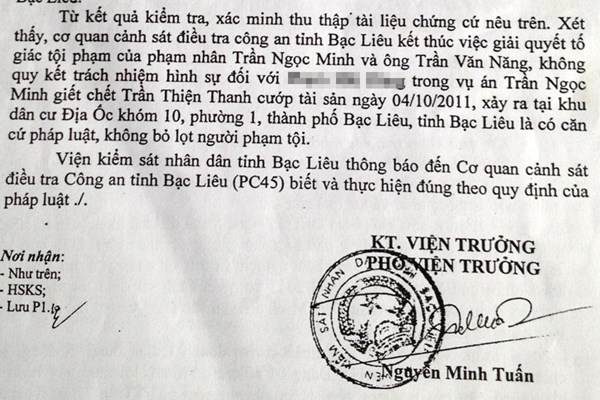 Bạc Liêu.
Từ kết quả kiểm tra, xác minh thu thập tài liệu chứng cứ nêu trên. Xét
thấy, cơ quan cảnh sát điều tra công an tỉnh Bạc Liêu kết thúc việc giải quyết tố
giác tội phạm của phạm nhân Trần Ngọc Minh và ông Trần Văn Năng, không
quy kết trách nhiệm hình sự đối với trong vụ án Trần Ngọc
Minh giết chết Trần Thiện Thanh cướp tài sản ngày 04/10/2011, xảy ra tại khu
dân cư Địa Ốc khóm 10, phường 1, thành phố Bạc Liêu, tỉnh Bạc Liêu là có căn
cứ pháp luật, không bỏ lọt người phạm tội.
Viện kiểm sát nhân dân tỉnh Bạc Liêu thông báo đến Cơ quan cảnh sát
điều tra Công an tỉnh Bạc Liêu (PC45) biết và thực hiện đúng theo quy định của
pháp luật ./.
KT. VIỆN TRƯỞNG
PHÓ VIỆN TRƯỞNG
Nơi nhận:
- Như trên;
- HSKS;
- Lưu P1.
VIỆN KIỂM SÁT NHÂN DÂN
Nguyễn Minh Tuấn